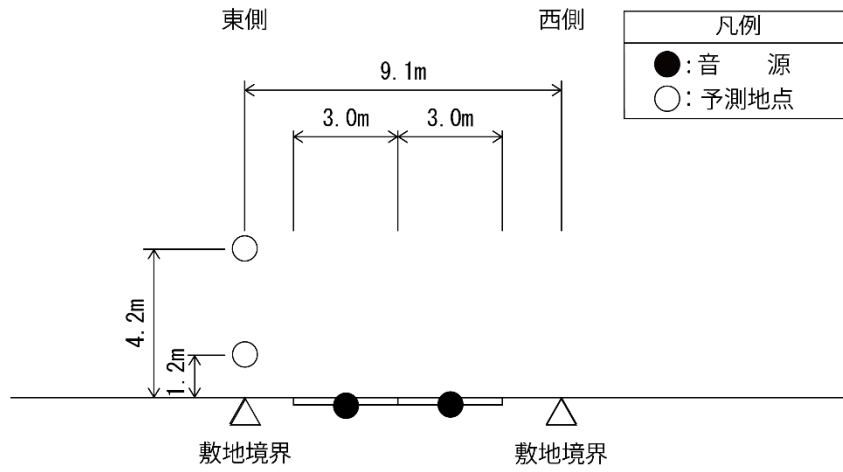 東側
西側
凡例
●:音　　源
○:予測地点
9.1m
3.0m
3.0m
4.2m
1.2m
敷地境界
敷地境界